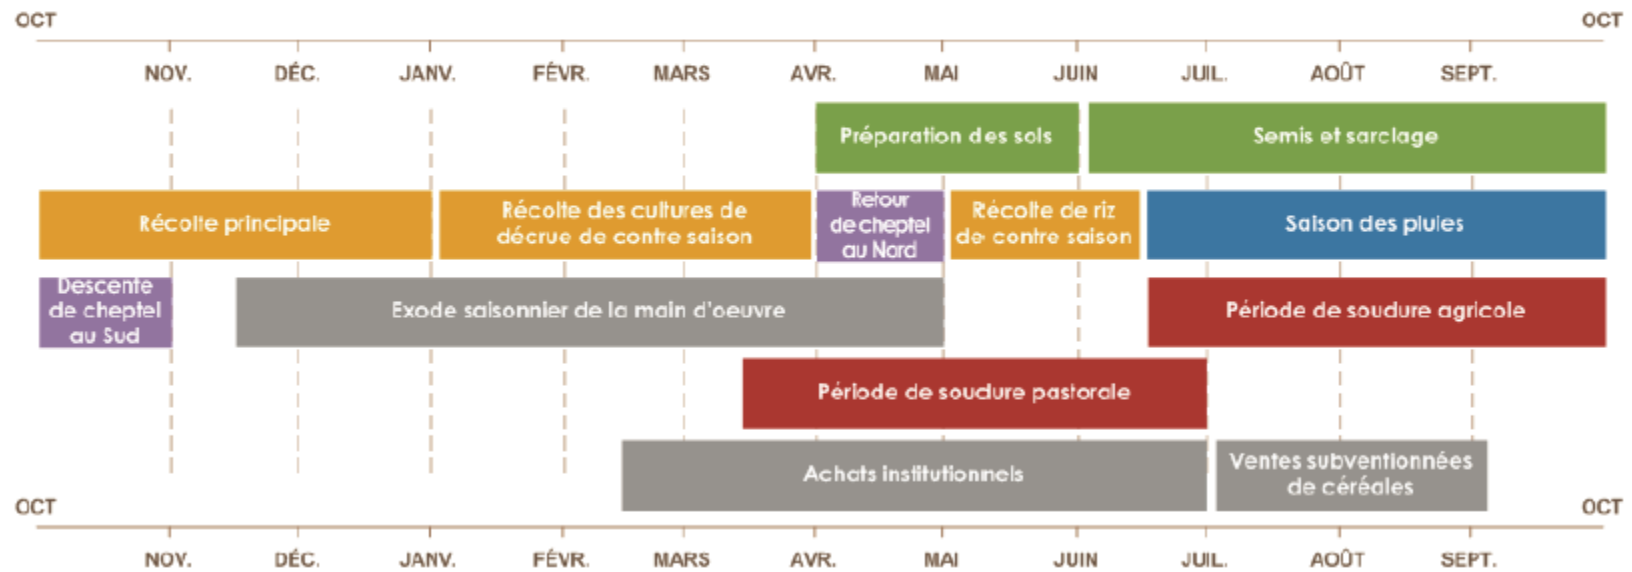 OCT OCT
NOV. DÉC. JANV. FÉVR. MARS AVR. MAI JUIN JUIL. AOÛT SEPT.
Préparation des sols
Semis et sarclage
Récolte principale
Récolte des cultures de
décrue de contre saison
Retour
de cheptel
au Nord
Récolte de riz
de contre saison
Saison des pluies
Descente
de cheptel
au Sud
Exode saisonnier de la main d'oeuvre
Période de soudure agricole
Période de soudure pastorale
Achats institutionnels
Ventes subventionnées
de céréales
OCT OCT
NOV. DÉC. JANV. FÉVR. MARS AVR. MAI JUIN JUIL. AOÛT SEPT.